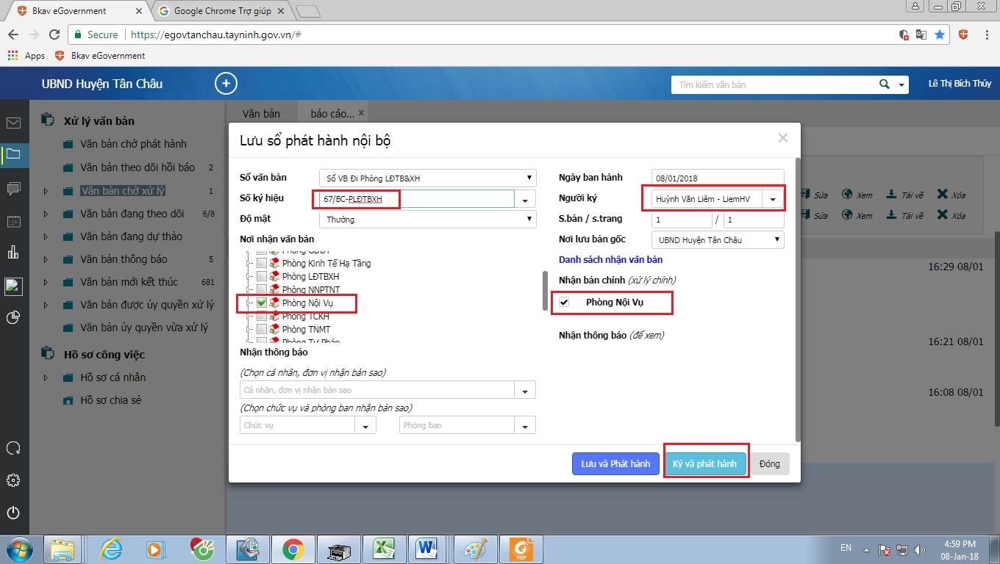 Bkav eGovernment
Google Chrome Trợ giúp
Secure
https://egovtanchau.tayninh.gov.vn/#
Apps
Bkav eGovernment
UBND Huyện Tân Châu
Tìm kiếm văn bản
Lê Thị Bích Thủy
Xử lý văn bản
Văn bản chờ phát hành
Văn bản theo dõi hồi báo 2
Văn bản chờ xử lý 1
Văn bản đang theo dõi 6/8
Văn bản đang dự thảo
Văn bản thông báo 5
Văn bản mới kết thúc 681
Văn bản được ủy quyền xử lý
Văn bản ủy quyền vừa xử lý
Hồ sơ công việc
Hồ sơ cá nhân
Hồ sơ chia sẻ
Văn bản
báo cáo... x
Lưu sổ phát hành nội bộ
Sổ văn bản
Sổ VB Đi Phòng LĐTB&XH
Số ký hiệu
67/BC-PLĐTBXH
Độ mật
Thường
Nơi nhận văn bản
Phòng GDĐT
Phòng Kinh Tế Hạ Tầng
Phòng LĐTBXH
Phòng NNPTNT
Phòng Nội Vụ
Phòng TCKH
Phòng TNMT
Phòng Tư Pháp
Nhận thông báo
(Chọn cá nhân, đơn vị nhận bản sao)
Cá nhân, đơn vị nhận bản sao
(Chọn chức vụ và phòng ban nhận bản sao)
Chức vụ
Phòng ban
Ngày ban hành
08/01/2018
Người ký
Huỳnh Văn Liêm - LiemHV
S.bản / s.trang
1 / 1
Nơi lưu bản gốc
UBND Huyện Tân Châu
Danh sách nhận văn bản
Nhận bản chính (xử lý chính)
Phòng Nội Vụ
Nhận thông báo (để xem)
Lưu và Phát hành
Ký và phát hành
Đóng
Sửa Xem Tải về Xóa
Sửa Xem Tải về Xóa
16:29 08/01
16:21 08/01
16:08 08/01
PDF
EN
4:59 PM
08-Jan-18